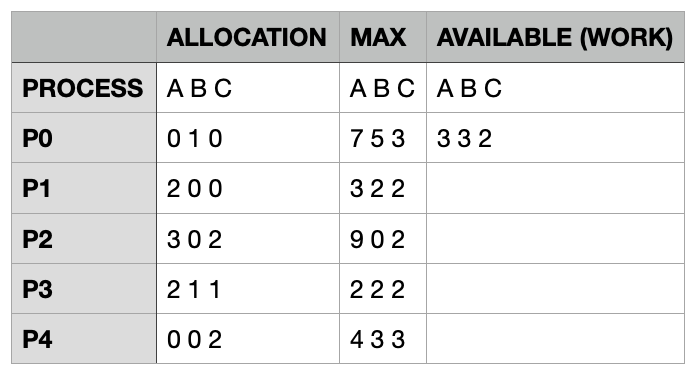 ALLOCATION MAX AVAILABLE (WORK)
PROCESS A B C A B C A B C
P0 0 1 0 7 5 3 3 3 2
P1 2 0 0 3 2 2
P2 3 0 2 9 0 2
P3 2 1 1 2 2 2
P4 0 0 2 4 3 3